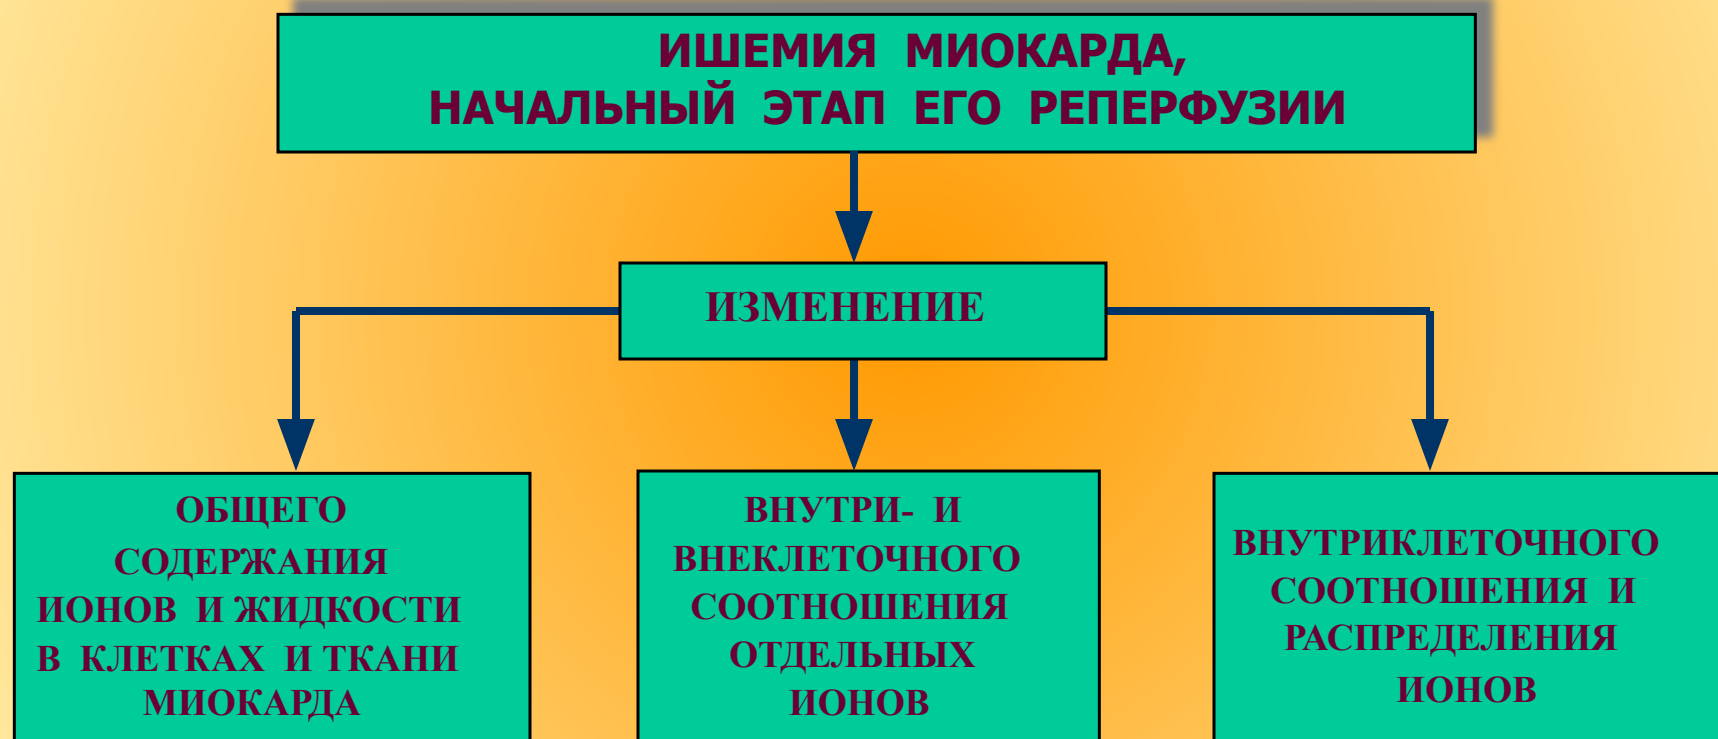 ИШЕМИЯ МИОКАРДА,
НАЧАЛЬНЫЙ ЭТАП ЕГО РЕПЕРФУЗИИ
ИЗМЕНЕНИЕ
ОБЩЕГО
СОДЕРЖАНИЯ
ИОНОВ И ЖИДКОСТИ
В КЛЕТКАХ И ТКАНИ
МИОКАРДА
ВНУТРИ- И
ВНЕКЛЕТОЧНОГО
СООТНОШЕНИЯ
ОТДЕЛЬНЫХ
ИОНОВ
ВНУТРИКЛЕТОЧНОГО
СООТНОШЕНИЯ И
РАСПРЕДЕЛЕНИЯ
ИОНОВ